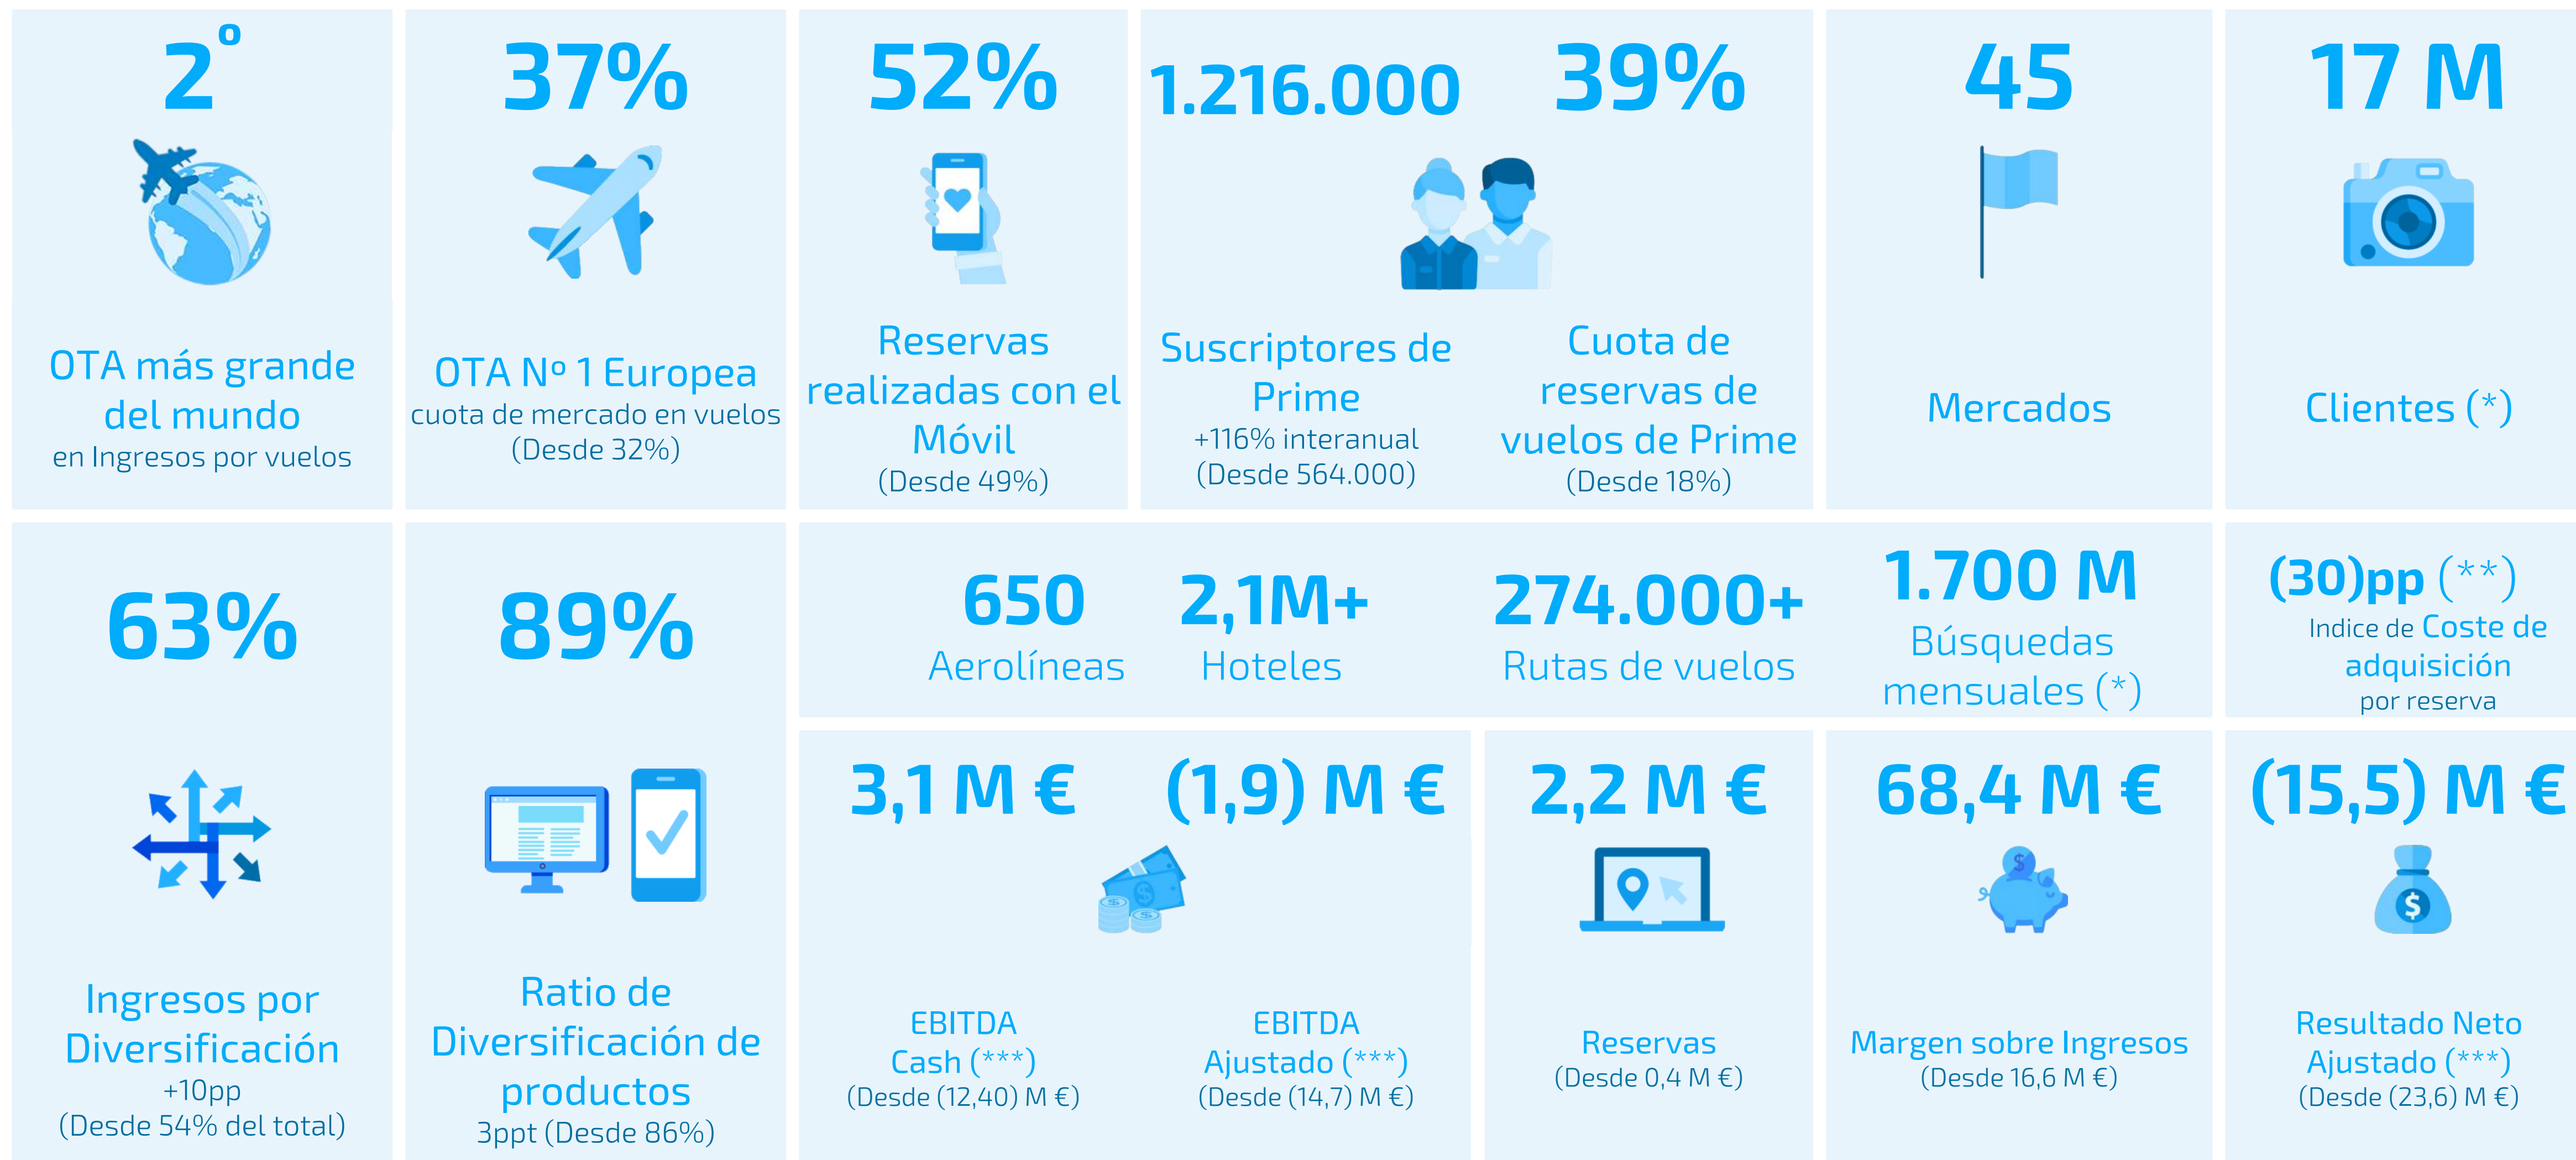 2º
OTA más grande
del mundo
en Ingresos por vuelos
37%
OTA Nº 1 Europea
cuota de mercado en vuelos
(Desde 32%)
52%
Reservas
realizadas con el
Móvil
(Desde 49%)
1.216.000
Suscriptores de
Prime
+116% interanual
(Desde 564.000)
39%
Cuota de
reservas de
vuelos de Prime
(Desde 18%)
45
Mercados
17 M
Clientes (*)
63%
Ingresos por
Diversificación
+10pp
(Desde 54% del total)
89%
Ratio de
Diversificación de
productos
3ppt (Desde 86%)
650
Aerolíneas
2,1M+
Hoteles
274.000+
Rutas de vuelos
1.700 M
Búsquedas
mensuales (*)
(30)pp (**)
Indice de Coste de
adquisición
por reserva
3,1 M €
EBITDA
Cash (***)
(Desde (12,40) M €)
(1,9) M €
EBITDA
Ajustado (***)
(Desde (14,7) M €)
2,2 M €
Reservas
(Desde 0,4 M €)
68,4 M €
Margen sobre Ingresos
(Desde 16,6 M €)
(15,5) M €
Resultado Neto
Ajustado (***)
(Desde (23,6) M €)